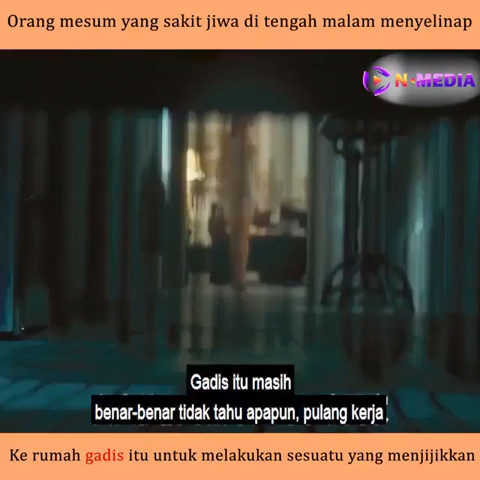 Orang mesum yang sakit jiwa di tengah malam menyelinap
N-MEDIA
Gadis itu masih
benar-benar tidak tahu apapun, pulang kerja
Ke rumah gadis itu untuk melakukan sesuatu yang menjijikkan